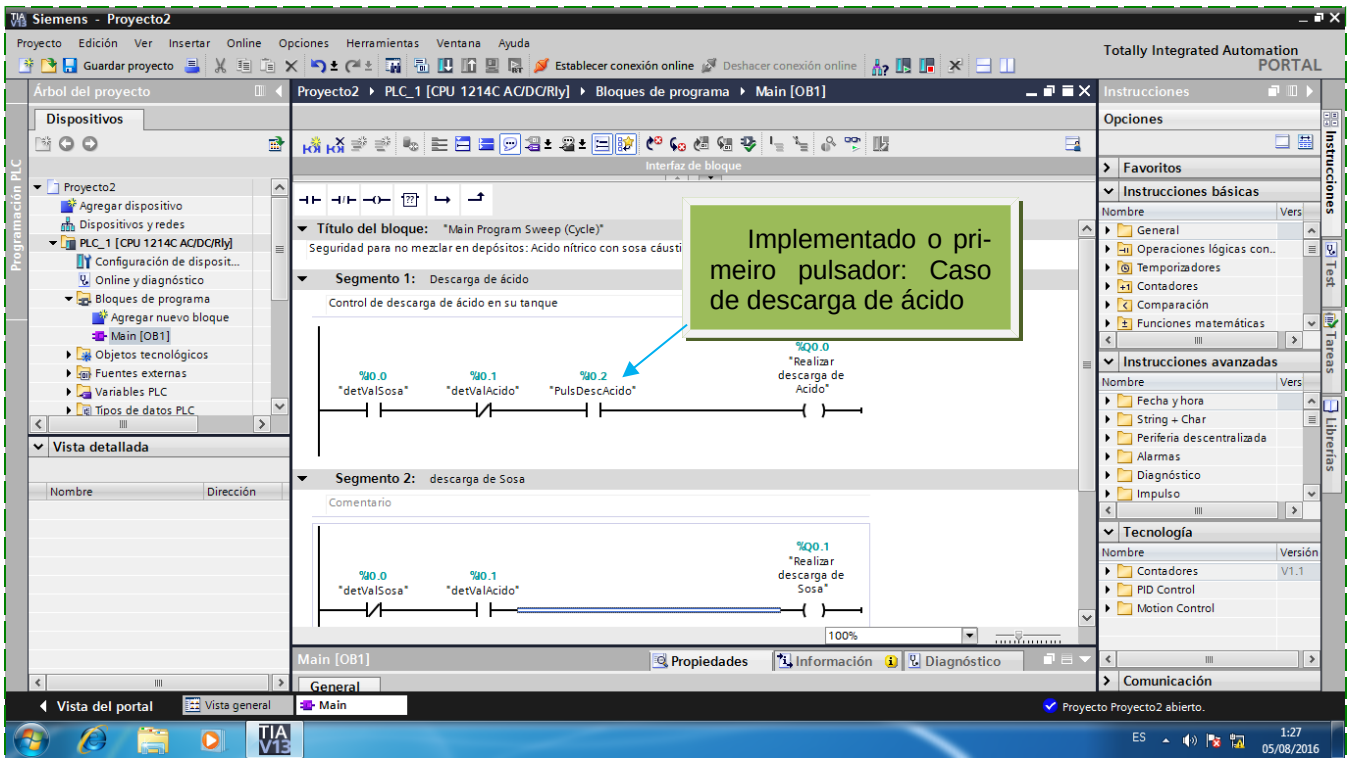 Siemens - Proyecto2
Proyecto Edición Ver Insertar Online Opciones Herramientas Ventana Ayuda
Totally Integrated Automation
PORTAL
Guardar proyecto
Establecer conexión online
Deshacer conexión online
Árbol del proyecto
Dispositivos
Programación PLC
Proyecto2
Agregar dispositivo
Dispositivos y redes
PLC_1 [CPU 1214C AC/DC/Rly]
Configuración de disposit...
Online y diagnóstico
Bloques de programa
Agregar nuevo bloque
Main [OB1]
Objetos tecnológicos
Fuentes externas
Variables PLC
Tipos de datos PLC
Vista detallada
Nombre Dirección
Proyecto2 PLC_1 [CPU 1214C AC/DC/Rly] Bloques de programa Main [OB1]
Interfaz de bloque
Título del bloque: "Main Program Sweep (Cycle)"
Seguridad para no mezclar en depósitos: Acido nítrico con sosa cáusti
Implementado o pri-
meiro pulsador: Caso
de descarga de ácido
Segmento 1: Descarga de ácido
Control de descarga de ácido en su tanque
%I0.0
"detValSosa"
%I0.1
"detValAcido"
%I0.2
"PulsDescAcido"
%Q0.0
"Realizar
descarga de
Acido"
Segmento 2: descarga de Sosa
Comentario
%I0.0
"detValSosa"
%I0.1
"detValAcido"
%Q0.1
"Realizar
descarga de
Sosa"
100%
Main [OB1]
Propiedades
Información
Diagnóstico
General
Instrucciones
Opciones
Favoritos
Instrucciones básicas
Nombre Vers
General
Operaciones lógicas con..
Temporizadores
Contadores
Comparación
Funciones matemáticas
Instrucciones avanzadas
Nombre Vers
Fecha y hora
String + Char
Periferia descentralizada
Alarmas
Diagnóstico
Impulso
Tecnología
Nombre Versión
Contadores V1.1
PID Control
Motion Control
Comunicación
Instrucciones
Test
Tareas
Librerías
Vista del portal
Vista general
Main
Proyecto Proyecto2 abierto.
TIA
V13
ES
1:27
05/08/2016